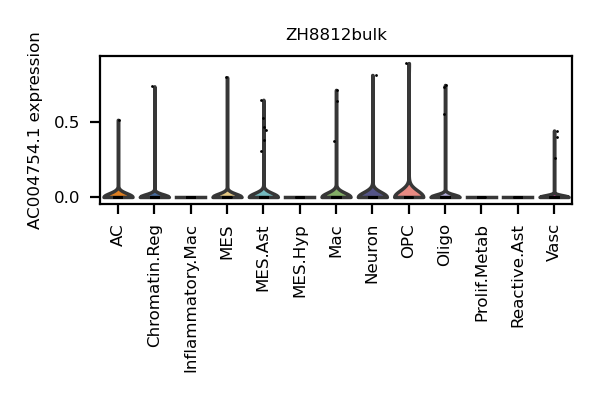 ZH8812bulk
AC004754.1 expression
0.5
0.0
AC
Chromatin.Reg
Inflammatory.Mac
MES
MES.Ast
MES.Hyp
Mac
Neuron
OPC
Oligo
Prolif.Metab
Reactive.Ast
Vasc